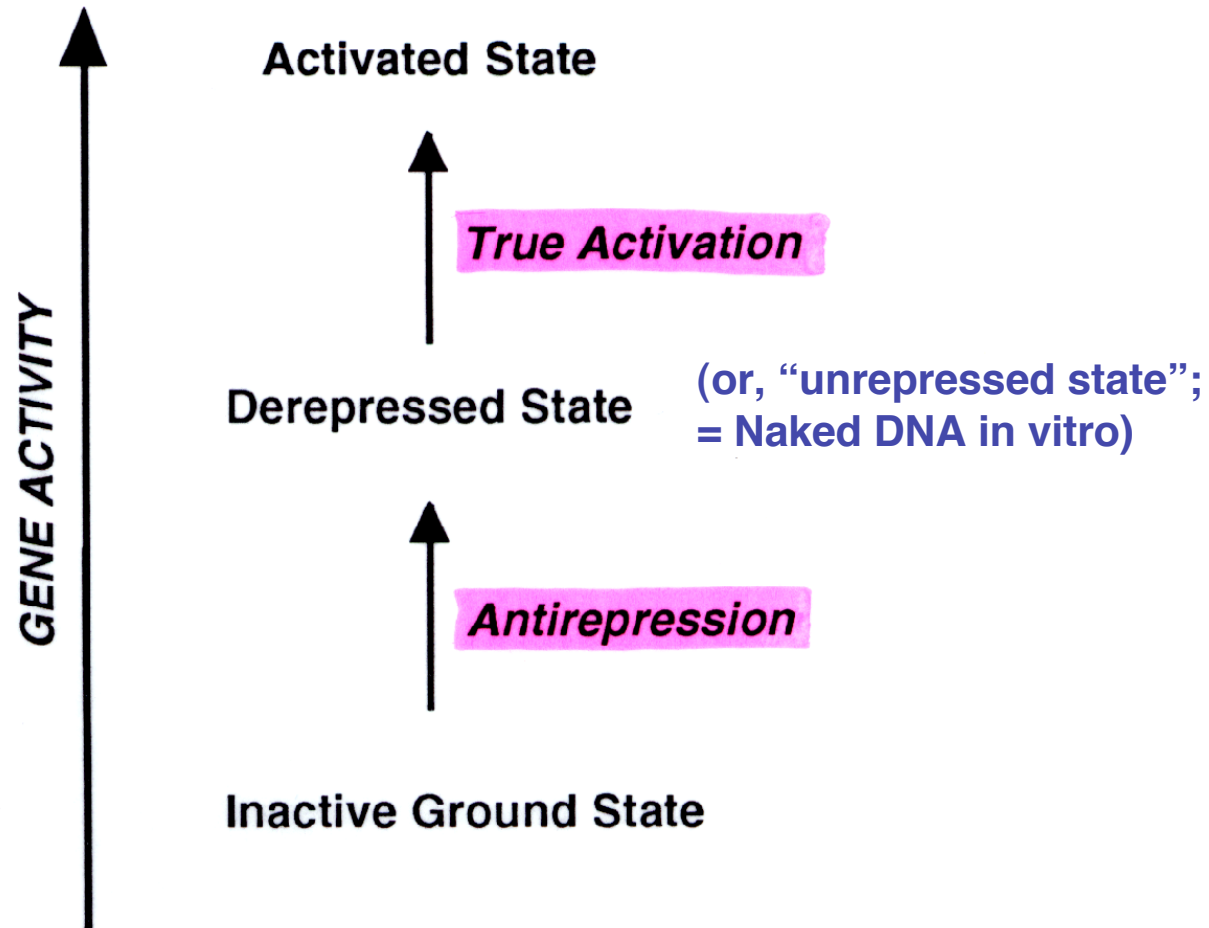 Activated State
True Activation
GENE ACTIVITY
Derepressed State
(or, “unrepressed state”;
= Naked DNA in vitro)
Antirepression
Inactive Ground State